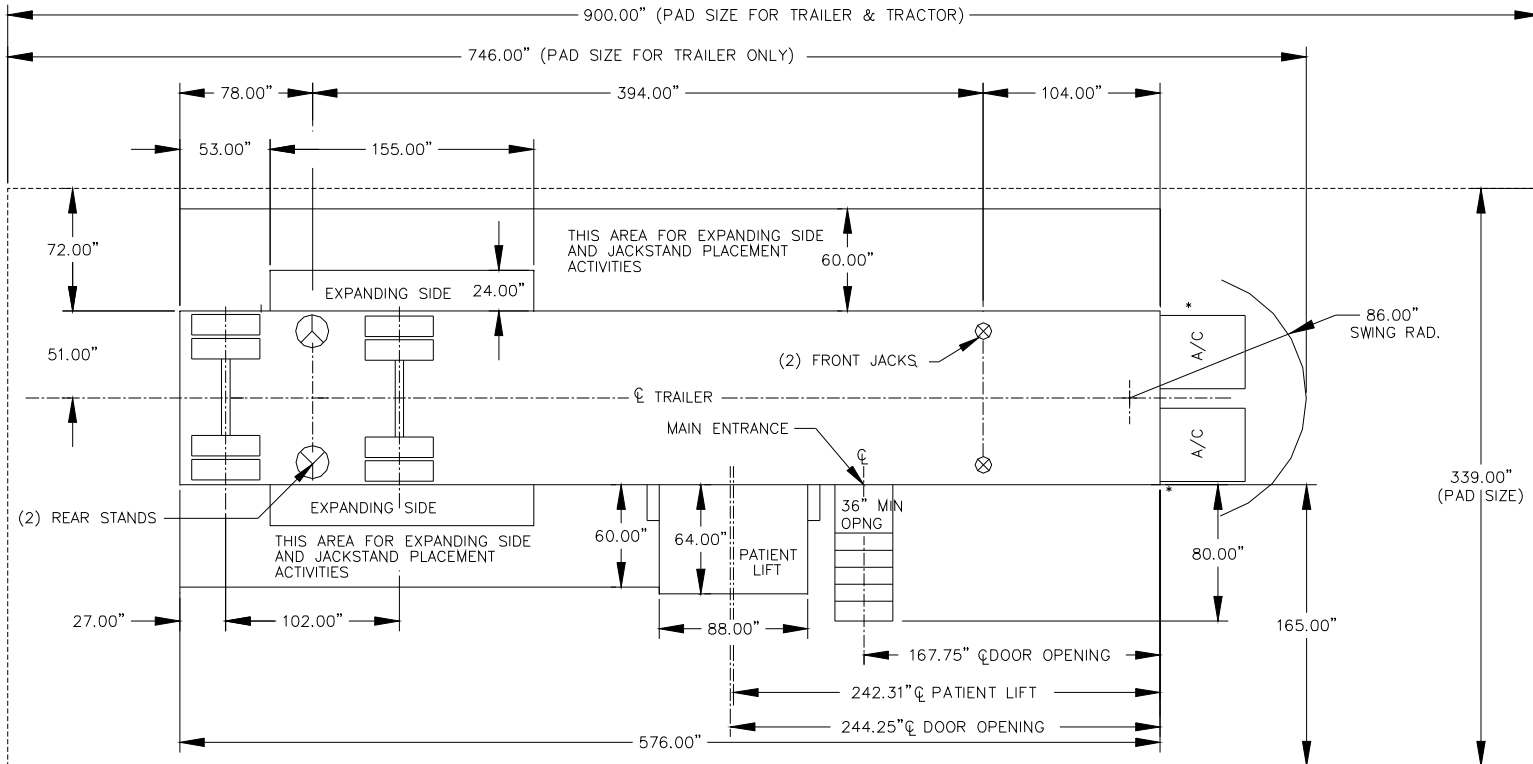 900.00” (PAD SIZE FOR TRAILER & TRACTOR)
746.00” (PAD SIZE FOR TRAILER ONLY)
78.00”
394.00”
104.00”
53.00”
155.00”
72.00”
THIS AREA FOR EXPANDING SIDE
AND JACKSTAND PLACEMENT
ACTIVITIES
60.00”
EXPANDING SIDE
24.00”
*
86.00”
SWING RAD.
A/C
51.00”
(2) FRONT JACKS
℄ TRAILER
MAIN ENTRANCE
℄
A/C
339.00”
(PAD SIZE)
*
(2) REAR STANDS
EXPANDING SIDE
36” MIN
OPNG
THIS AREA FOR EXPANDING SIDE
AND JACKSTAND PLACEMENT
ACTIVITIES
60.00”
64.00”
PATIENT
LIFT
80.00”
27.00”
102.00”
88.00”
165.00”
167.75” ℄DOOR OPENING
242.31”℄ PATIENT LIFT
244.25”℄ DOOR OPENING
576.00”